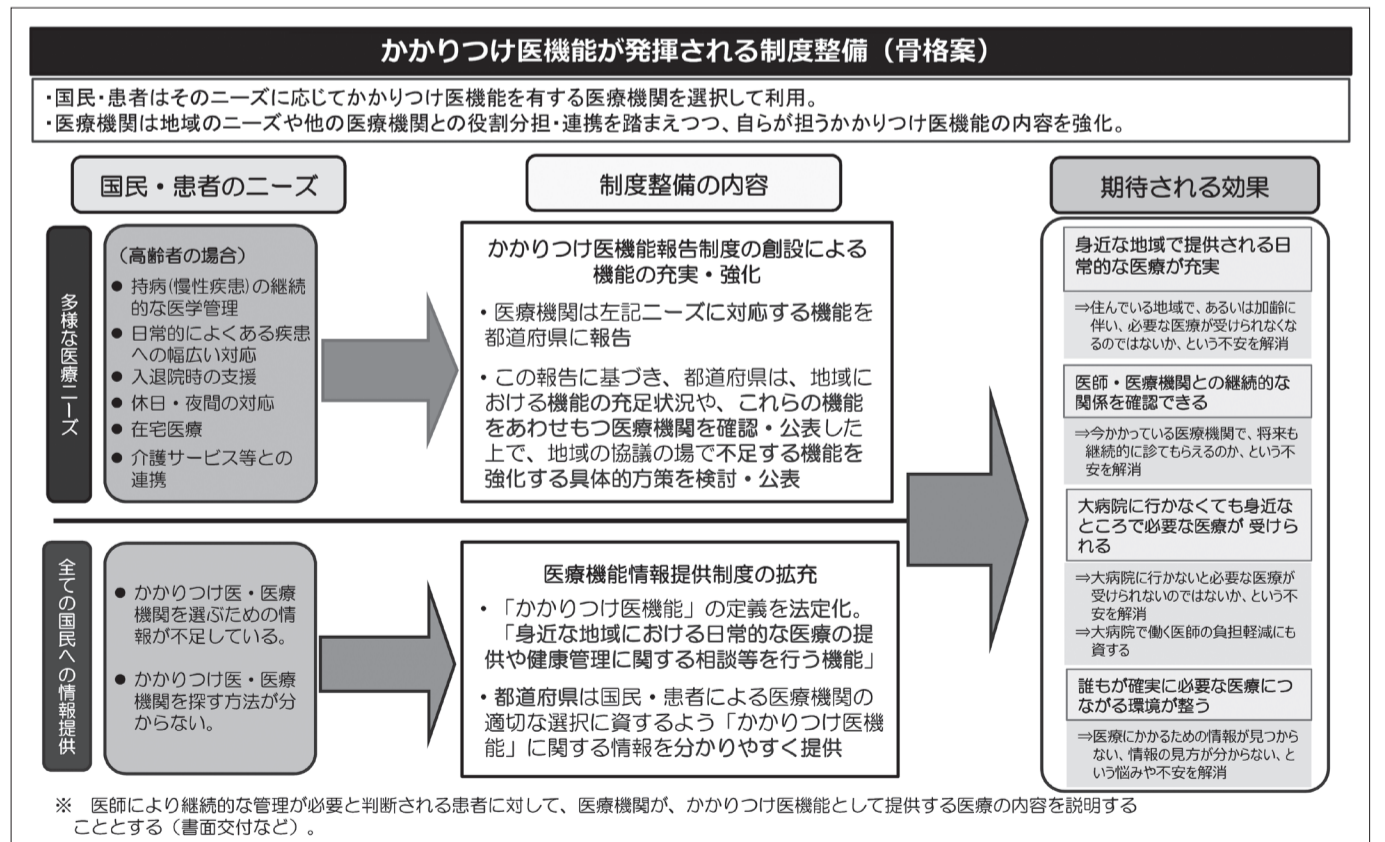 かかりつけ医機能が発揮される制度整備（骨格案）
・国民・患者はそのニーズに応じてかかりつけ医機能を有する医療機関を選択して利用。
・医療機関は地域のニーズや他の医療機関との役割分担・連携を踏まえつつ、自らが担うかかりつけ医機能の内容を強化。
国民・患者のニーズ
多様な医療ニーズ
（高齢者の場合）
● 持病(慢性疾患)の継続
的な医学管理
● 日常的によくある疾患
への幅広い対応
● 入退院時の支援
● 休日・夜間の対応
● 在宅医療
● 介護サービス等との
連携
全ての国民への情報提供
● かかりつけ医・医療
機関を選ぶための情
報が不足している。
● かかりつけ医・医療
機関を探す方法が分
からない。
制度整備の内容
かかりつけ医機能報告制度の創設による
機能の充実・強化
・医療機関は左記ニーズに対応する機能を
都道府県に報告
・この報告に基づき、都道府県は、地域に
おける機能の充足状況や、これらの機能
をあわせもつ医療機関を確認・公表した
上で、地域の協議の場で不足する機能を
強化する具体的方策を検討・公表
医療機能情報提供制度の拡充
・「かかりつけ医機能」の定義を法定化。
「身近な地域における日常的な医療の提
供や健康管理に関する相談等を行う機能」
・都道府県は国民・患者による医療機関の
適切な選択に資するよう「かかりつけ医機
能」に関する情報を分かりやすく提供
期待される効果
身近な地域で提供される日
常的な医療が充実
⇒住んでいる地域で、あるいは加齢に
伴い、必要な医療が受けられなくな
るのではないか、という不安を解消
医師・医療機関との継続的な
関係を確認できる
⇒今かかっている医療機関で、将来も
継続的に診てもらえるのか、という不
安を解消
大病院に行かなくても身近な
ところで必要な医療が 受けら
れる
⇒大病院に行かないと必要な医療が
受けられないのではないか、という不
安を解消
⇒大病院で働く医師の負担軽減にも
資する
誰もが確実に必要な医療につ
ながる環境が整う
⇒医療にかかるための情報が見つから
ない、情報の見方が分からない、と
いう悩みや不安を解消
※ 医師により継続的な管理が必要と判断される患者に対して、医療機関が、かかりつけ医機能として提供する医療の内容を説明する
こととする（書面交付など）。